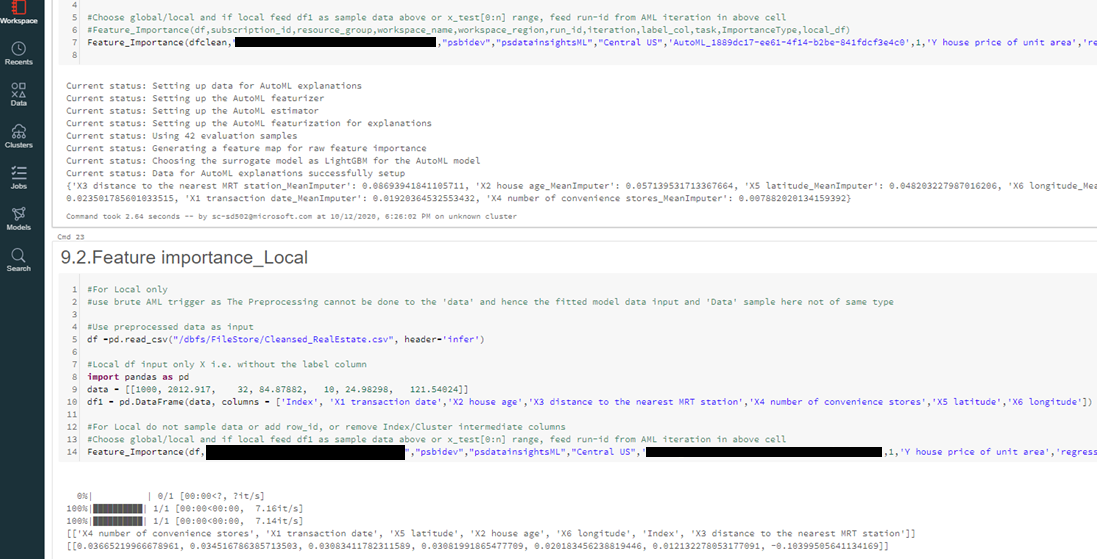 Workspace
Recents
Data
Clusters
Jobs
Models
Search
4
5 #Choose global/local and if local feed df1 as sample data above or x_test[0:n] range, feed run-id from AML iteration in above cell
6 #Feature_Importance(df,subscription_id,resource_group,workspace_name,workspace_region,run_id,iteration,label_col,task,ImportanceType,local_df)
7 Feature_Importance(dfclean," ,"psbidev","psdatainsightsML","Central US",'AutoML_1889dc17-ee61-4f14-b2be-841fdcf3e4c0',1,'Y house price of unit area','re
8
Current status: Setting up data for AutoML explanations
Current status: Setting up the AutoML featurizer
Current status: Setting up the AutoML estimator
Current status: Setting up the AutoML featurization for explanations
Current status: Using 42 evaluation samples
Current status: Generating a feature map for raw feature importance
Current status: Choosing the surrogate model as LightGBM for the AutoML model
Current status: Data for AutoML explanations successfully setup
{'X3 distance to the nearest MRT station_MeanImputer': 0.08693941841105711, 'X2 house age_MeanImputer': 0.057139531713367664, 'X5 latitude_MeanImputer': 0.048203227987016206, 'X6 longitude_Mea
0.023501785601033515, 'X1 transaction date_MeanImputer': 0.01920364532553432, 'X4 number of convenience stores_MeanImputer': 0.007882020134159392}
Command took 2.64 seconds -- by sc-sd502@microsoft.com at 10/12/2020, 6:26:02 PM on unknown cluster
Cmd 23
9.2.Feature importance_Local
1 #For Local only
2 #use brute AML trigger as The Preprocessing cannot be done to the 'data' and hence the fitted model data input and 'Data' sample here not of same type
3
4 #Use preprocessed data as input
5 df =pd.read_csv("/dbfs/FileStore/Cleansed_RealEstate.csv", header='infer')
6
7 #Local df input only X i.e. without the label column
8 import pandas as pd
9 data = [[1000, 2012.917, 32, 84.87882, 10, 24.98298, 121.54024]]
10 df1 = pd.DataFrame(data, columns = ['Index', 'X1 transaction date','X2 house age','X3 distance to the nearest MRT station','X4 number of convenience stores','X5 latitude','X6 longitude'])
11
12 #For Local do not sample data or add row_id, or remove Index/Cluster intermediate columns
13 #Choose global/local and if local feed df1 as sample data above or x_test[0:n] range, feed run-id from AML iteration in above cell
14 Feature_Importance(df, ","psbidev","psdatainsightsML","Central US",' ,1,'Y house price of unit area','regress
0%| | 0/1 [00:00<?, ?it/s]
100%|██████████| 1/1 [00:00<00:00, 7.16it/s]
100%|██████████| 1/1 [00:00<00:00, 7.14it/s]
[['X4 number of convenience stores', 'X1 transaction date', 'X5 latitude', 'X2 house age', 'X6 longitude', 'Index', 'X3 distance to the nearest MRT station']]
[[0.03665219966678961, 0.034516786385713503, 0.03083411782311589, 0.03081991865477709, 0.020183456238819446, 0.012132278053177091, -0.10399505641134169]]